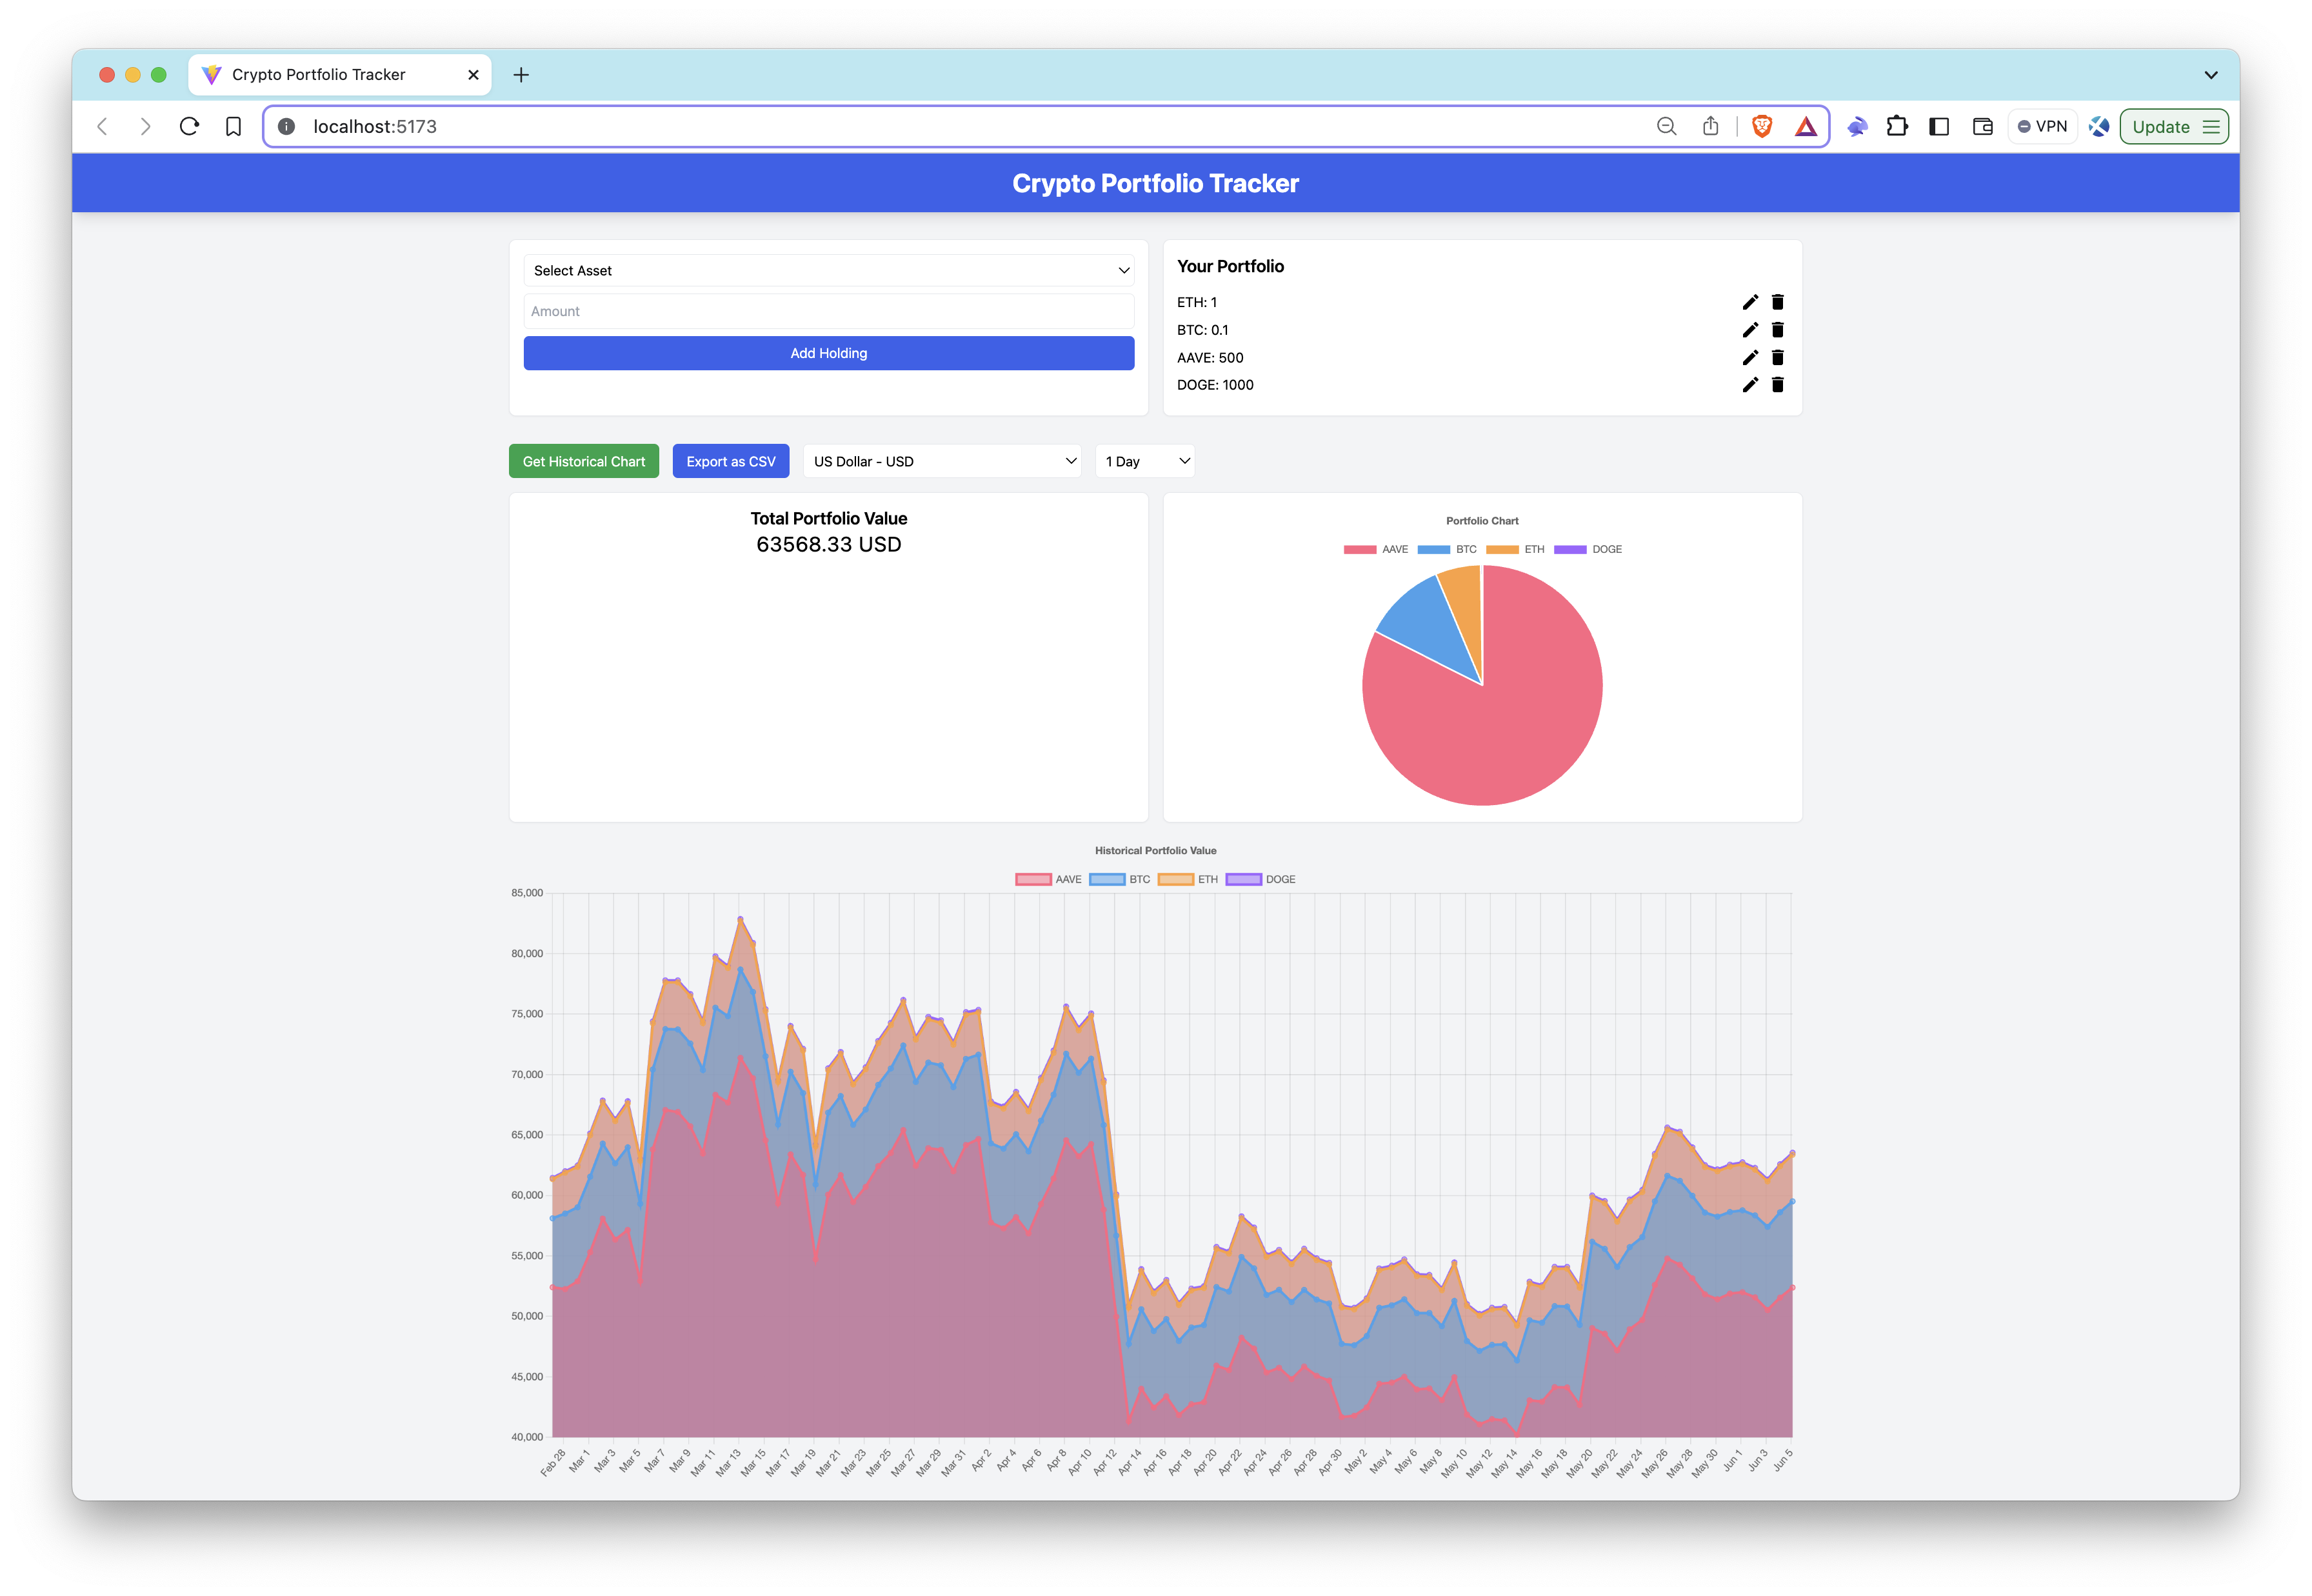 Crypto Portfolio Tracker
localhost:5173
VPN
Update
Crypto Portfolio Tracker
Select Asset
Amount
Add Holding
Your Portfolio
ETH: 1
BTC: 0.1
AAVE: 500
DOGE: 1000
Get Historical Chart
Export as CSV
US Dollar - USD
1 Day
Total Portfolio Value
63568.33 USD
Portfolio Chart
AAVE BTC ETH DOGE
Historical Portfolio Value
AAVE BTC ETH DOGE
85,000
80,000
75,000
70,000
65,000
60,000
55,000
50,000
45,000
40,000
Feb 28 Mar 1 Mar 3 Mar 5 Mar 7 Mar 9 Mar 11 Mar 13 Mar 15 Mar 17 Mar 19 Mar 21 Mar 23 Mar 25 Mar 27 Mar 29 Mar 31 Apr 2 Apr 4 Apr 6 Apr 8 Apr 10 Apr 12 Apr 14 Apr 16 Apr 18 Apr 20 Apr 22 Apr 24 Apr 26 Apr 28 Apr 30 May 2 May 4 May 6 May 8 May 10 May 12 May 14 May 16 May 18 May 20 May 22 May 24 May 26 May 28 May 30 Jun 1 Jun 3 Jun 5